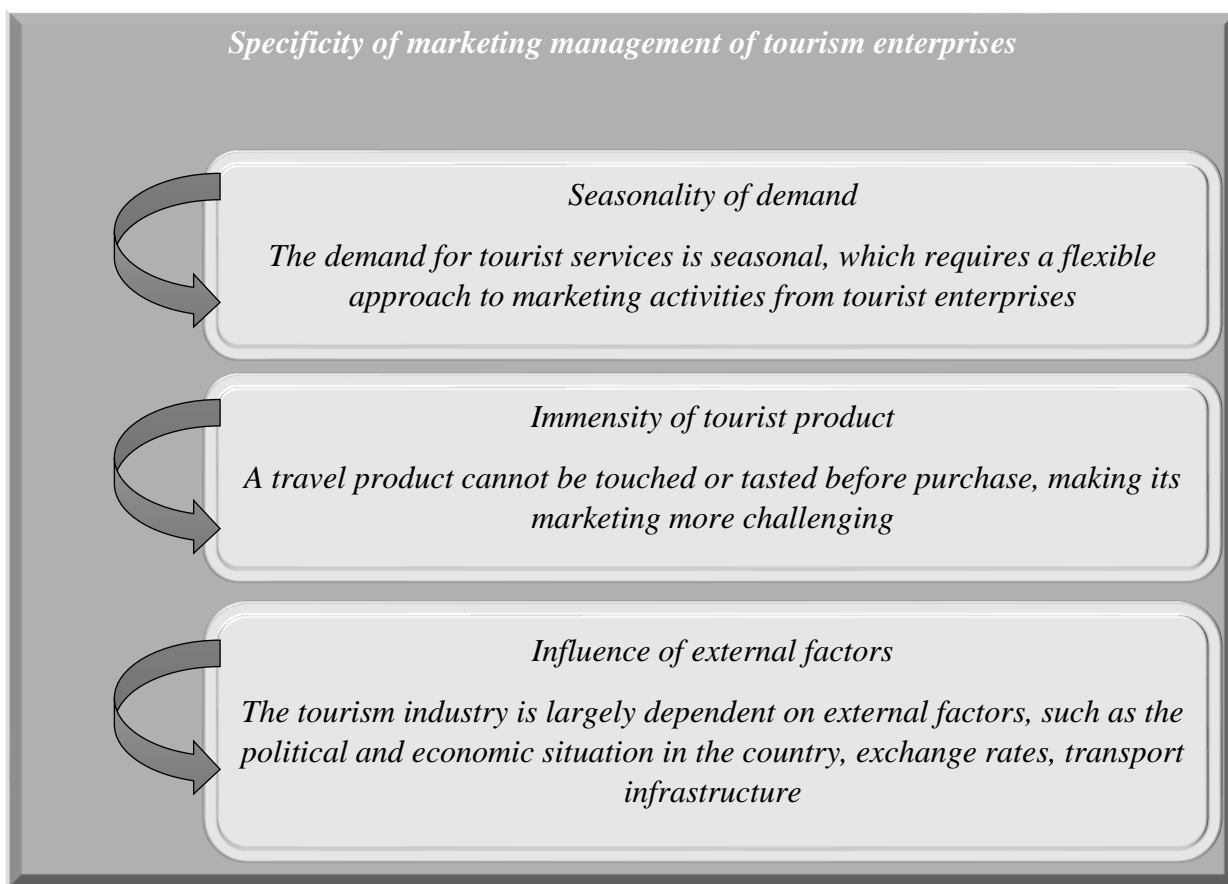 Specificity of marketing management of tourism enterprises
Seasonality of demand
The demand for tourist services is seasonal, which requires a flexible
approach to marketing activities from tourist enterprises
Immensity of tourist product
A travel product cannot be touched or tasted before purchase, making its
marketing more challenging
Influence of external factors
The tourism industry is largely dependent on external factors, such as the
political and economic situation in the country, exchange rates, transport
infrastructure